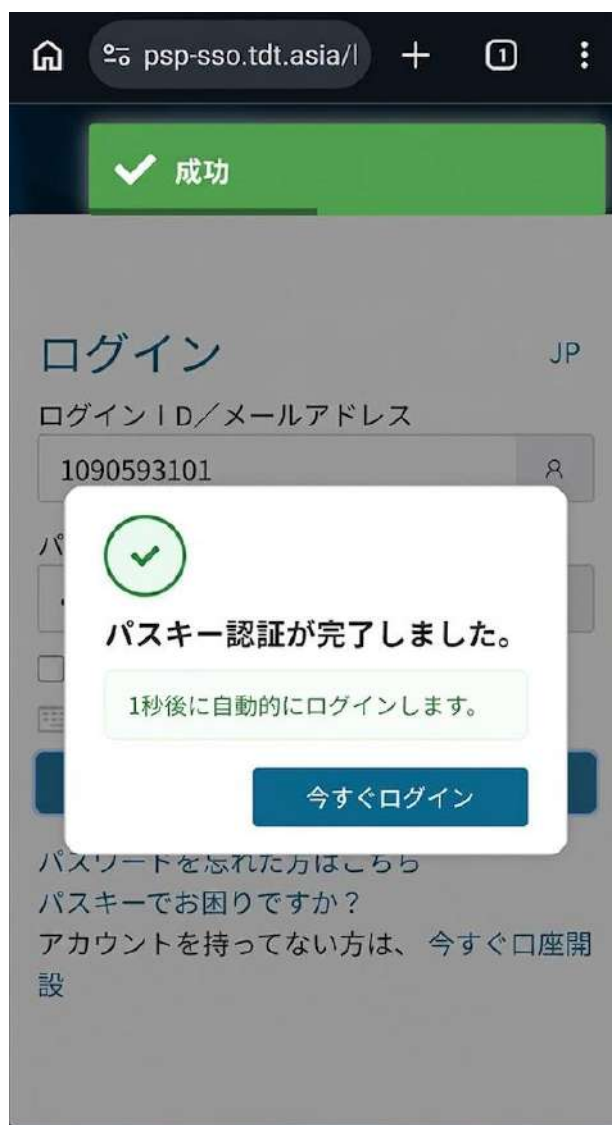 psp-sso.tdt.asia/l
1
成功
ログイン
JP
ログインID／メールアドレス
1090593101
パ
パスキー認証が完了しました。
1秒後に自動的にログインします。
今すぐログイン
パスワードを忘れた方はこちら
パスキーでお困りですか？
アカウントを持ってない方は、 今すぐ口座開
設